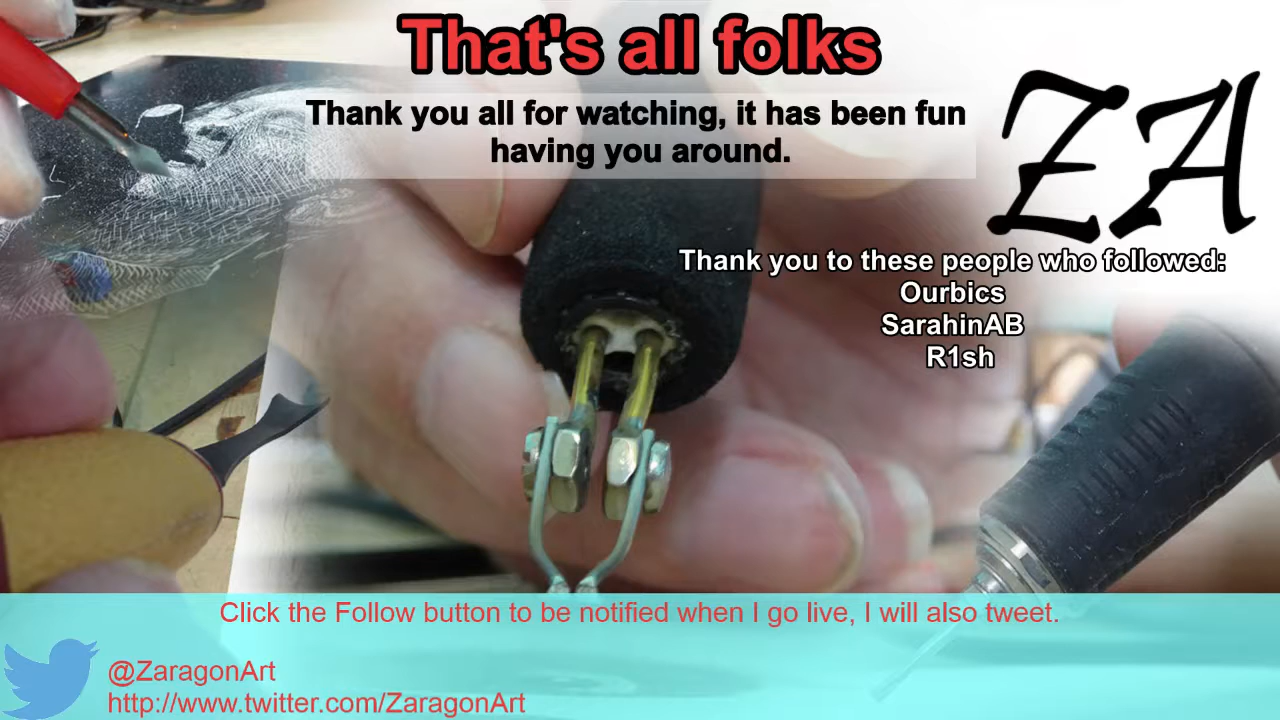 That's all folks
Thank you all for watching, it has been fun
having you around.
ZA
Thank you to these people who followed:
Ourbics
SarahinAB
R1sh
Click the Follow button to be notified when I go live, I will also tweet.
@ZaragonArt
http://www.twitter.com/ZaragonArt